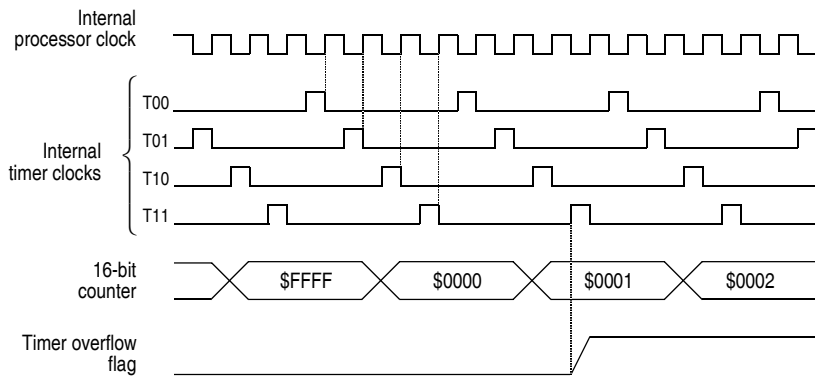 Internal
processor clock
T00
T01
Internal
timer clocks
T10
T11
16-bit
counter
$FFFF $0000 $0001 $0002
Timer overflow
flag